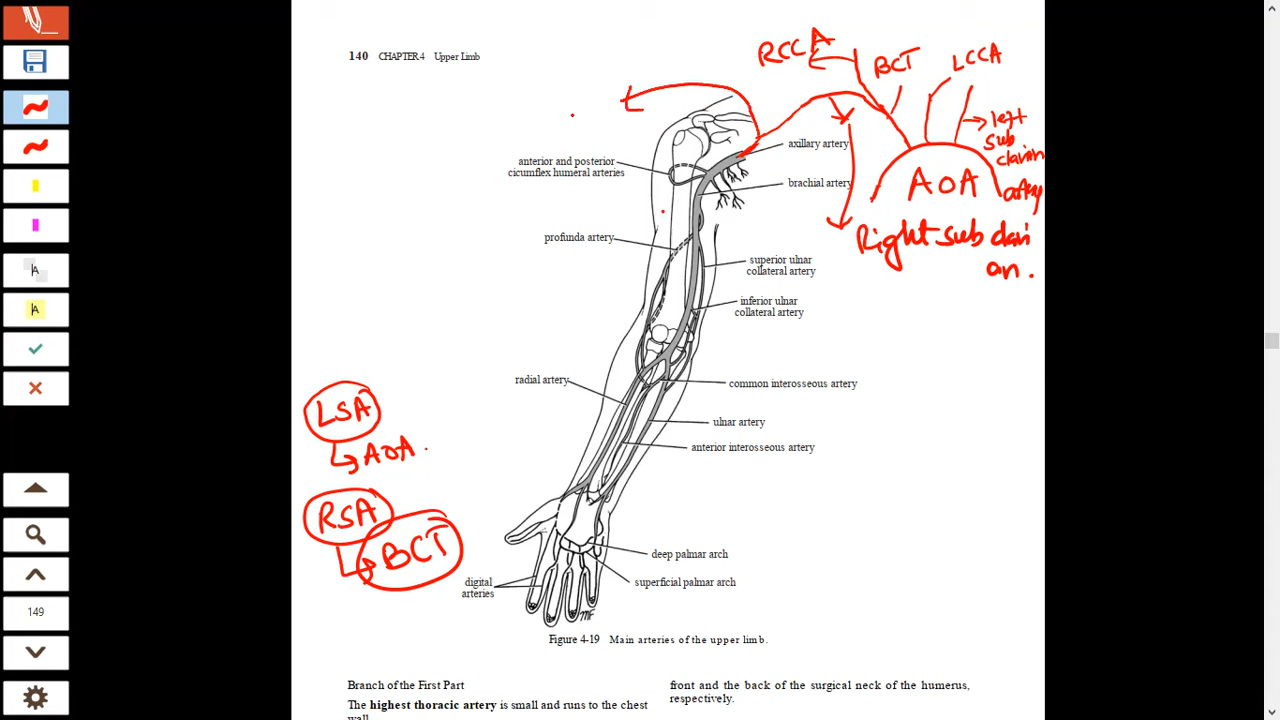 140 CHAPTER 4 Upper Limb
RCCA
BCT
LCCA
left
sub
clavian
artery
AOA
Right subclavi
an.
axillary artery
anterior and posterior
cicumflex humeral arteries
brachial artery
profunda artery
superior ulnar
collateral artery
inferior ulnar
collateral artery
radial artery
common interosseous artery
ulnar artery
anterior interosseous artery
LSA
AOA.
RSA
BCT
deep palmar arch
superficial palmar arch
digital
arteries
MF
Figure 4-19 Main arteries of the upper limb.
Branch of the First Part
The highest thoracic artery is small and runs to the chest
wall
front and the back of the surgical neck of the humerus,
respectively.
A
A
149